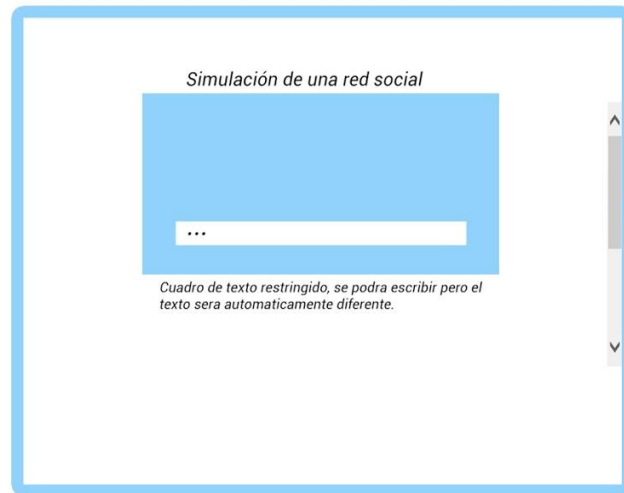 Simulación de una red social
...
Cuadro de texto restringido, se podra escribir pero el
texto sera automaticamente diferente.